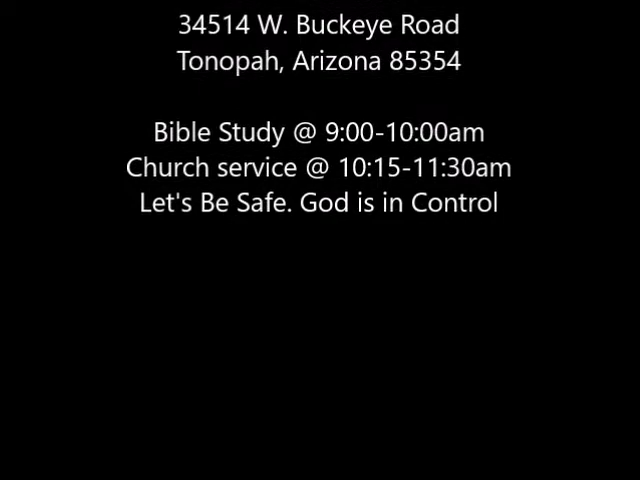 34514 W. Buckeye Road
Tonopah, Arizona 85354
Bible Study @ 9:00-10:00am
Church service @ 10:15-11:30am
Let's Be Safe. God is in Control